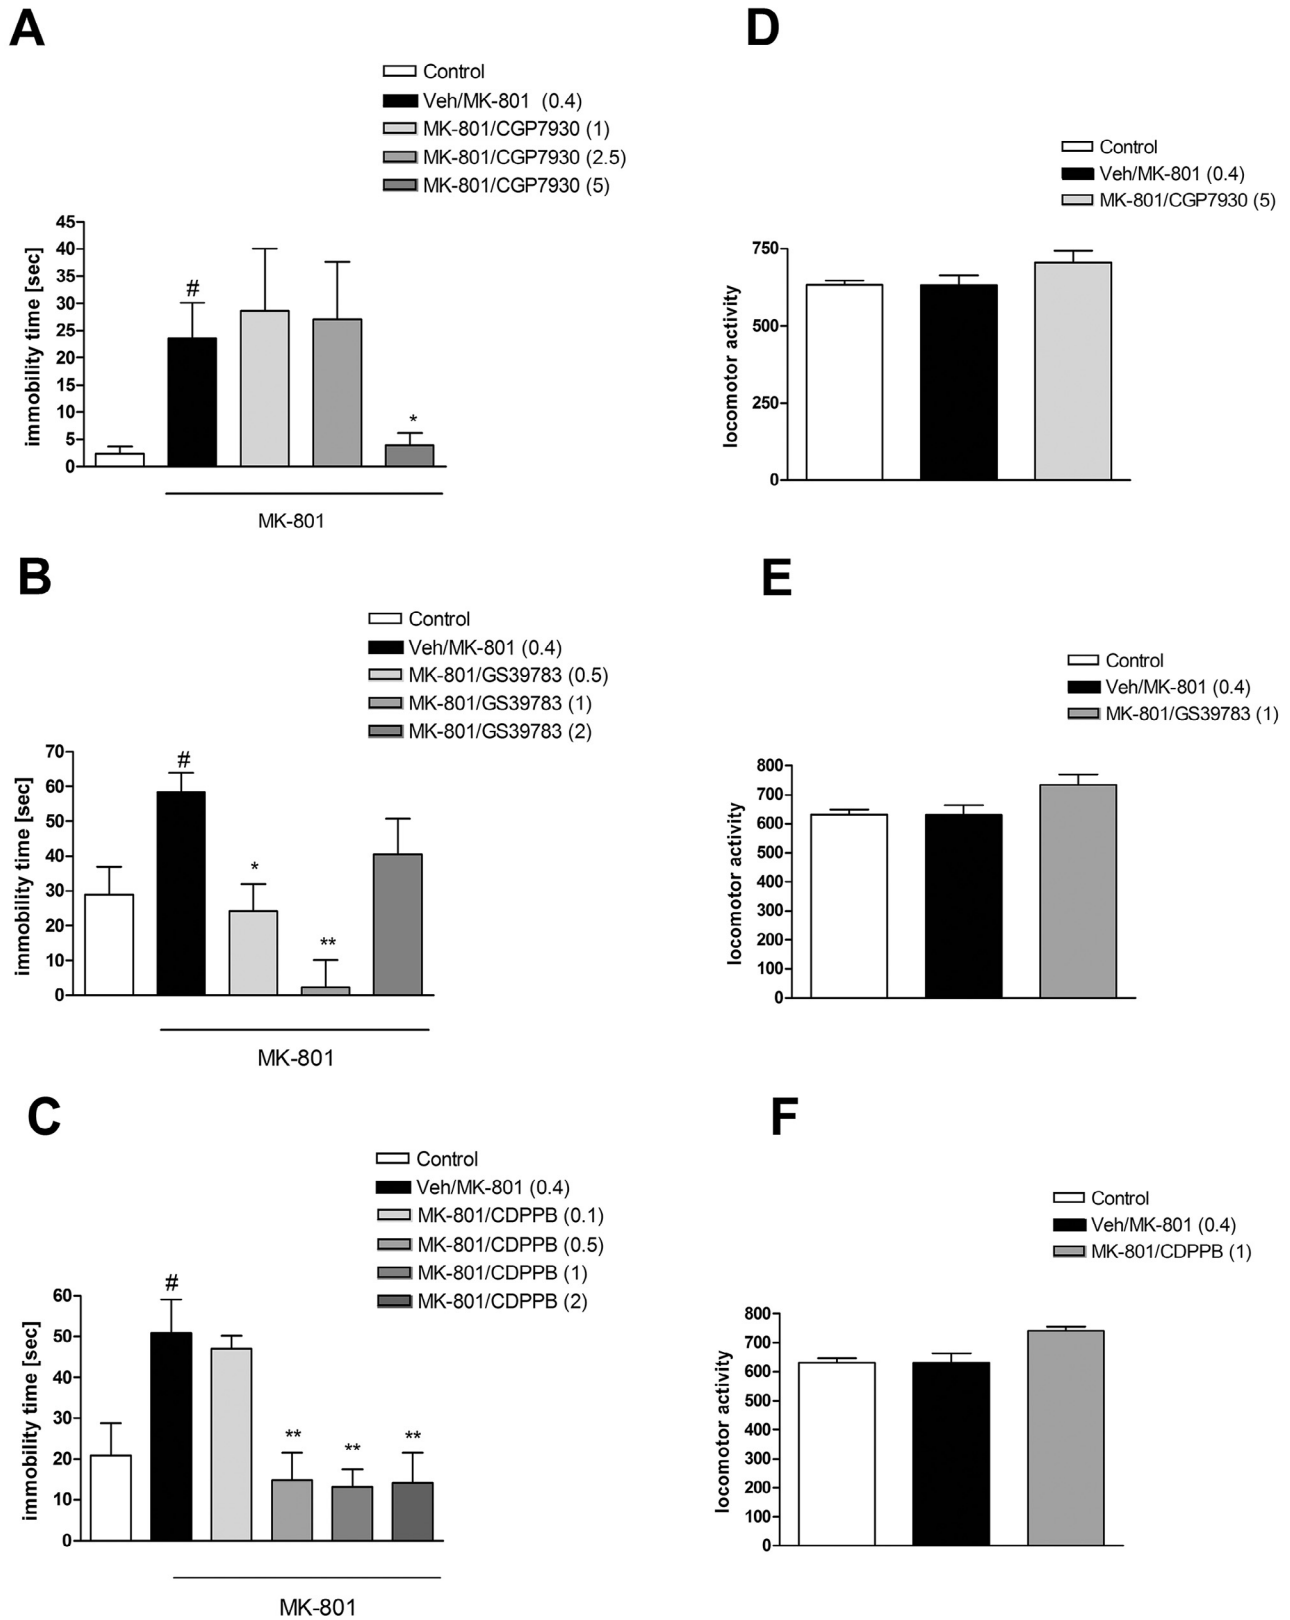 A
Control
Veh/MK-801 (0.4)
MK-801/CGP7930 (1)
MK-801/CGP7930 (2.5)
MK-801/CGP7930 (5)
immobility time [sec]
45
40
35
30
25
20
15
10
5
0
#
*
MK-801
D
Control
Veh/MK-801 (0.4)
MK-801/CGP7930 (5)
locomotor activity
750
500
250
0
B
Control
Veh/MK-801 (0.4)
MK-801/GS39783 (0.5)
MK-801/GS39783 (1)
MK-801/GS39783 (2)
immobility time [sec]
70
60
50
40
30
20
10
0
#
*
**
MK-801
E
Control
Veh/MK-801 (0.4)
MK-801/GS39783 (1)
locomotor activity
800
700
600
500
400
300
200
100
0
C
Control
Veh/MK-801 (0.4)
MK-801/CDPPB (0.1)
MK-801/CDPPB (0.5)
MK-801/CDPPB (1)
MK-801/CDPPB (2)
immobility time [sec]
60
50
40
30
20
10
0
#
**
**
**
MK-801
F
Control
Veh/MK-801 (0.4)
MK-801/CDPPB (1)
locomotor activity
800
700
600
500
400
300
200
100
0